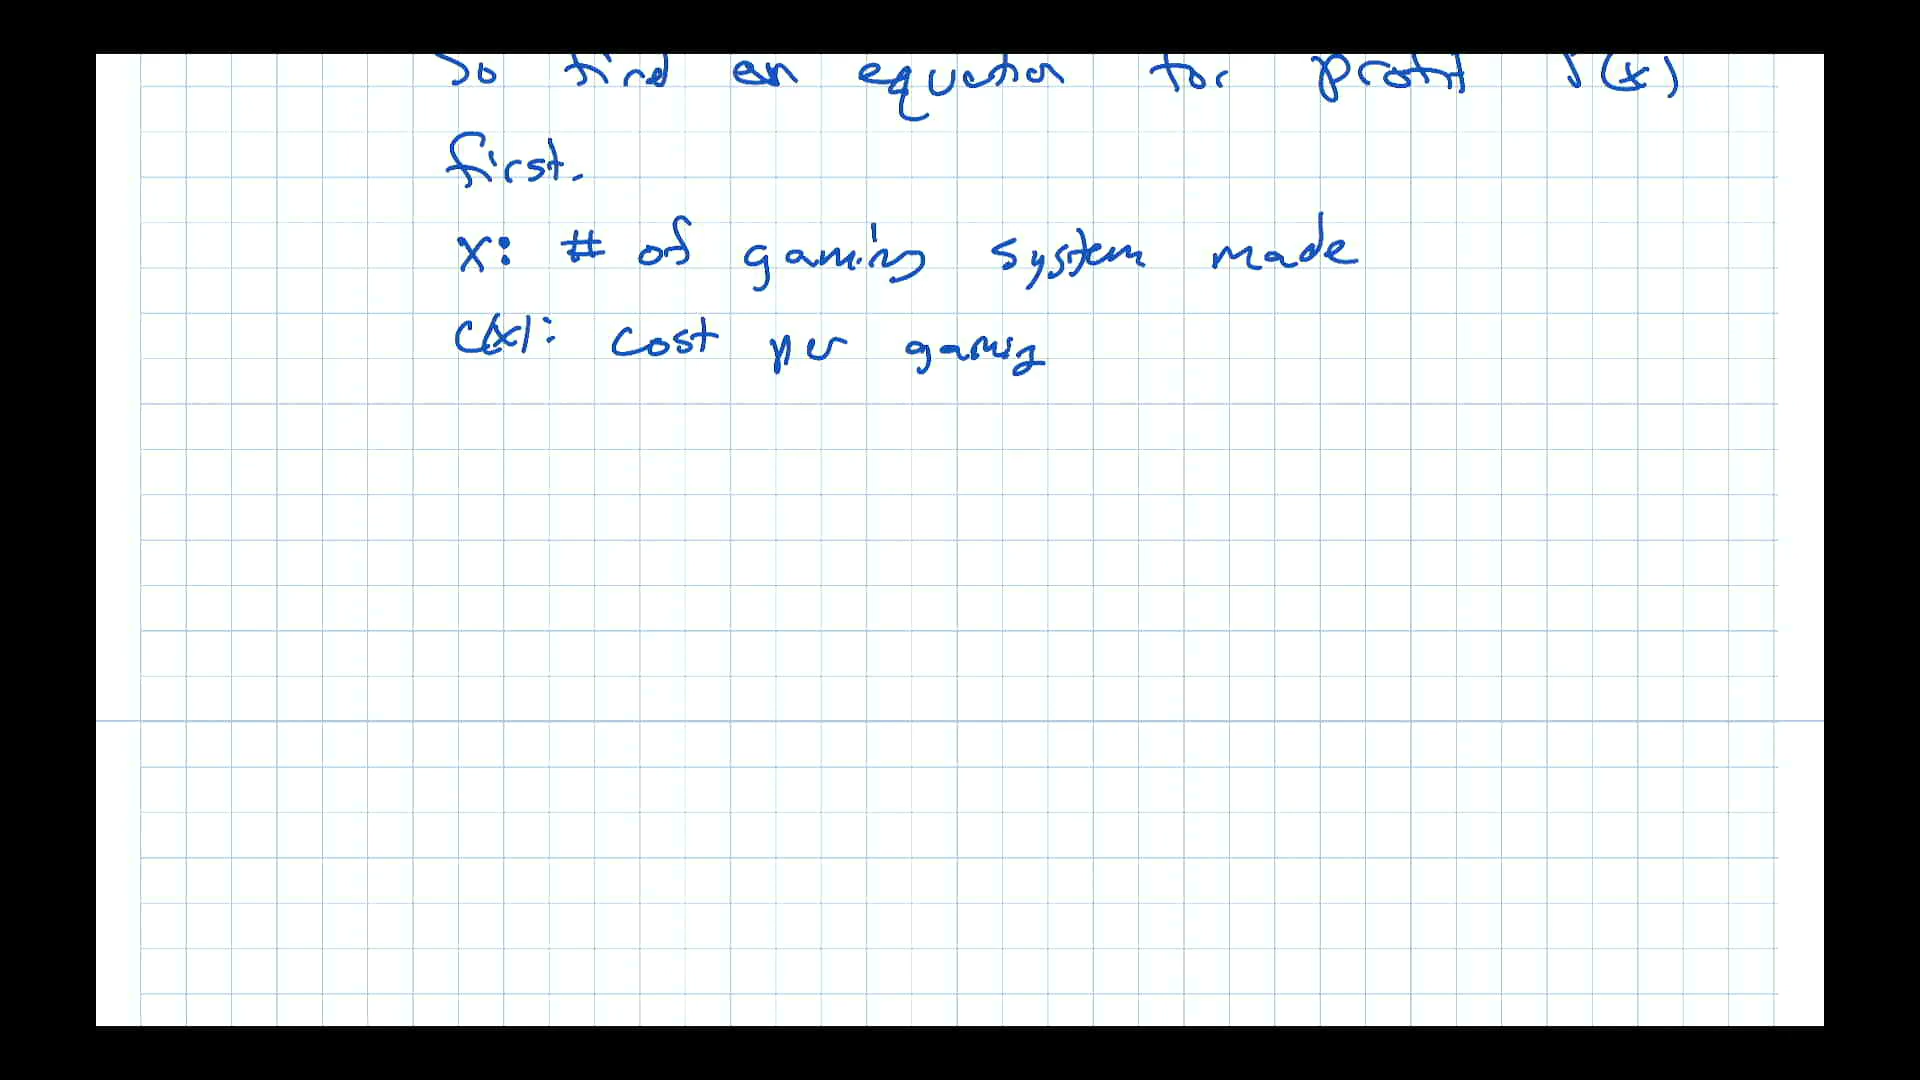 So find an equation for profit P(x)
first.
x: # of gaming system made
C(x): cost per gaming